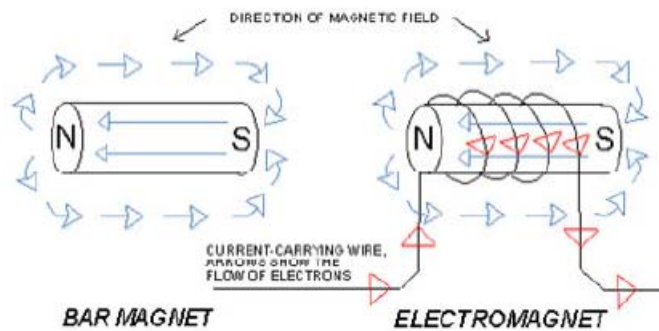 DIRECTION OF MAGNETIC FIELD
N
S
N
S
CURRENT-CARRYING WIRE,
ARROWS SHOW THE
FLOW OF ELECTRONS
BAR MAGNET
ELECTROMAGNET